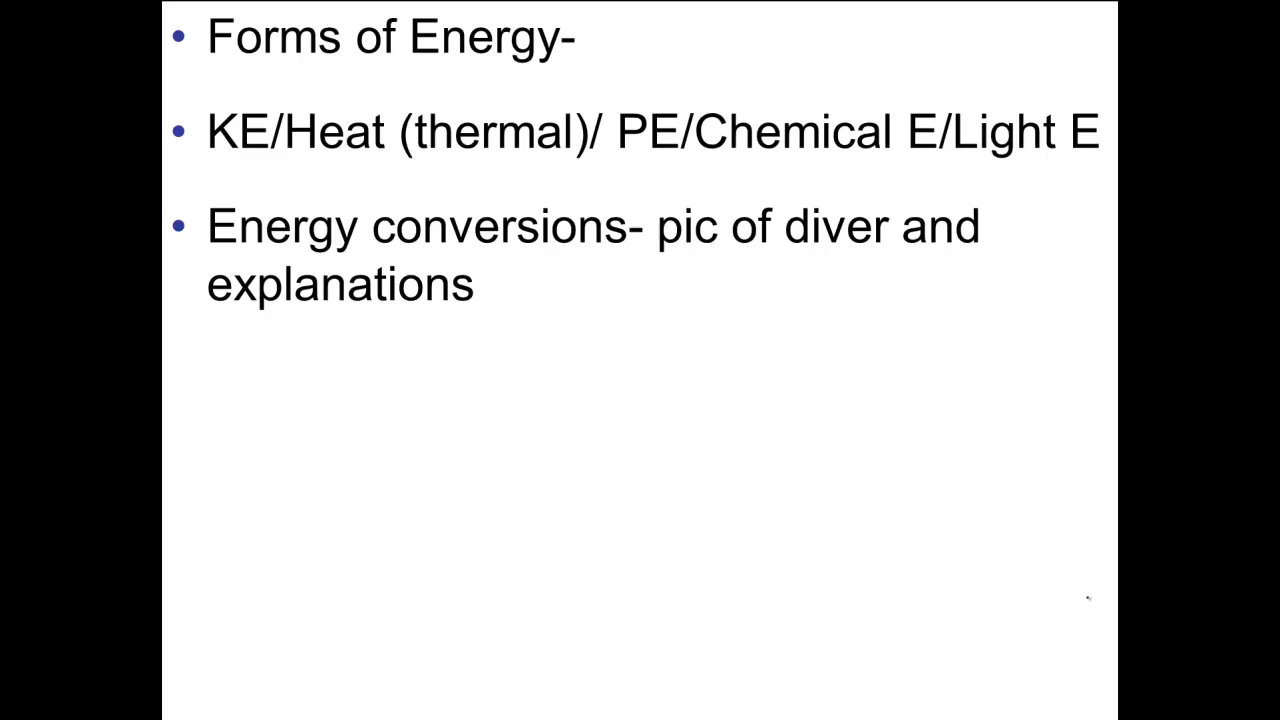 • Forms of Energy-
• KE/Heat (thermal)/ PE/Chemical E/Light E
• Energy conversions- pic of diver and
explanations